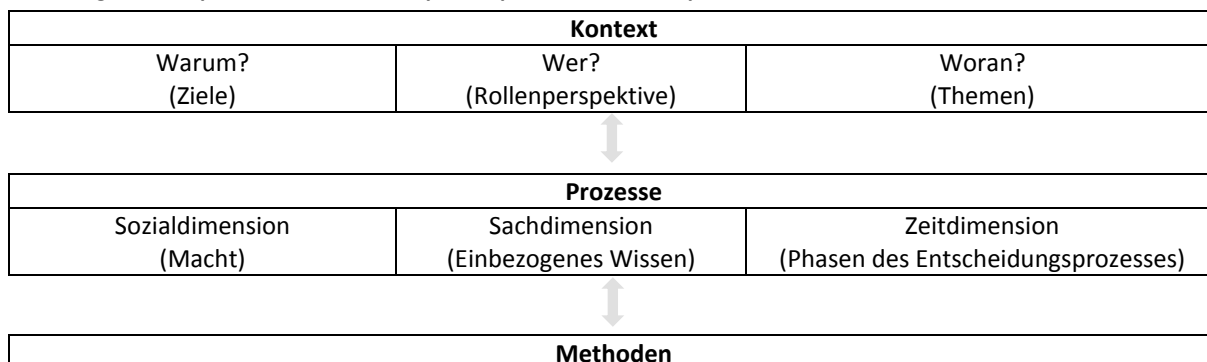 Kontext
Warum? Wer? Woran?
(Ziele) (Rollenperspektive) (Themen)
Prozesse
Sozialdimension Sachdimension Zeitdimension
(Macht) (Einbezogenes Wissen) (Phasen des Entscheidungsprozesses)
Methoden